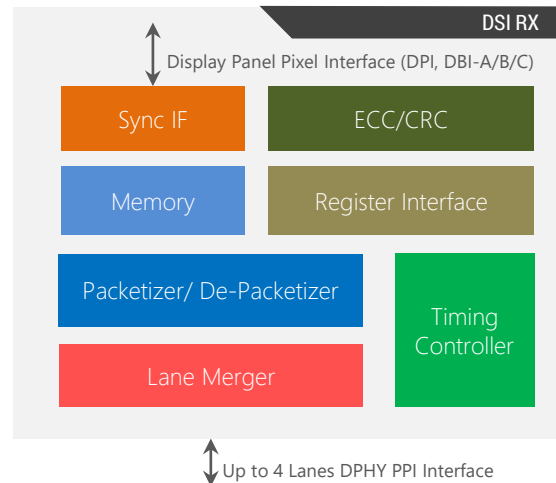 DSI RX
Display Panel Pixel Interface (DPI, DBI-A/B/C)
Sync IF
ECC/CRC
Memory
Register Interface
Packetizer/ De-Packetizer
Timing
Controller
Lane Merger
Up to 4 Lanes DPHY PPI Interface